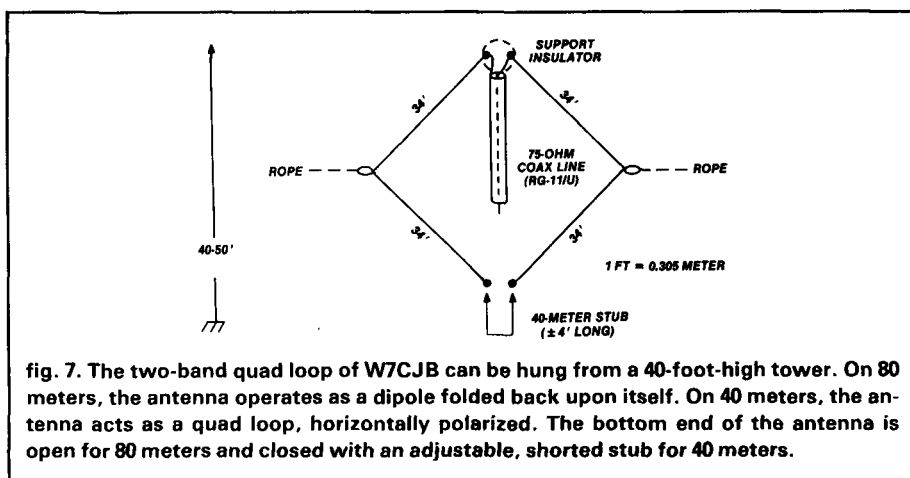 SUPPORT
INSULATOR
34'
34'
75-OHM
COAX LINE
(RG-11/U)
ROPE
ROPE
34'
34'
40-50'
1 FT = 0.305 METER
40-METER STUB
(±4' LONG)
fig. 7. The two-band quad loop of W7CJB can be hung from a 40-foot-high tower. On 80
meters, the antenna operates as a dipole folded back upon itself. On 40 meters, the an-
tenna acts as a quad loop, horizontally polarized. The bottom end of the antenna is
open for 80 meters and closed with an adjustable, shorted stub for 40 meters.